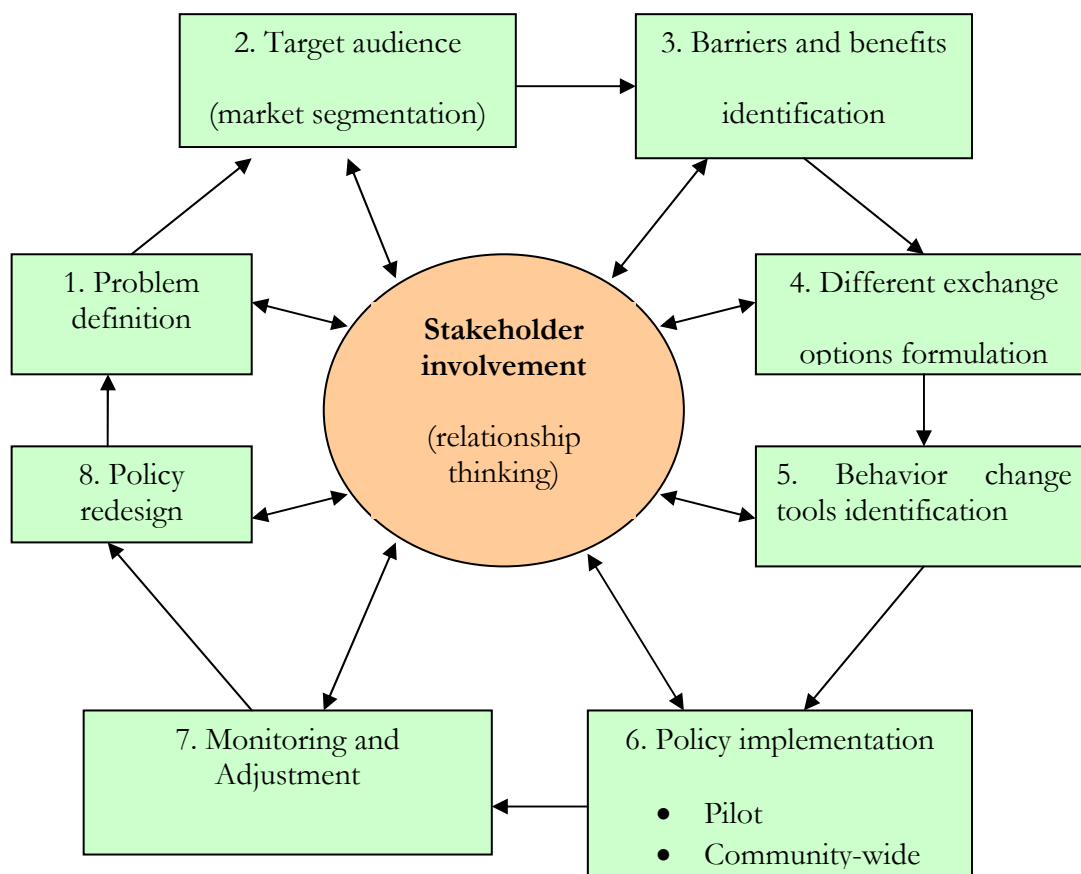 2. Target audience
(market segmentation)
3. Barriers and benefits
identification
1. Problem
definition
Stakeholder
involvement
(relationship
thinking)
4. Different exchange
options formulation
8. Policy
redesign
5. Behavior change
tools identification
7. Monitoring and
Adjustment
6. Policy implementation
• Pilot
• Community-wide